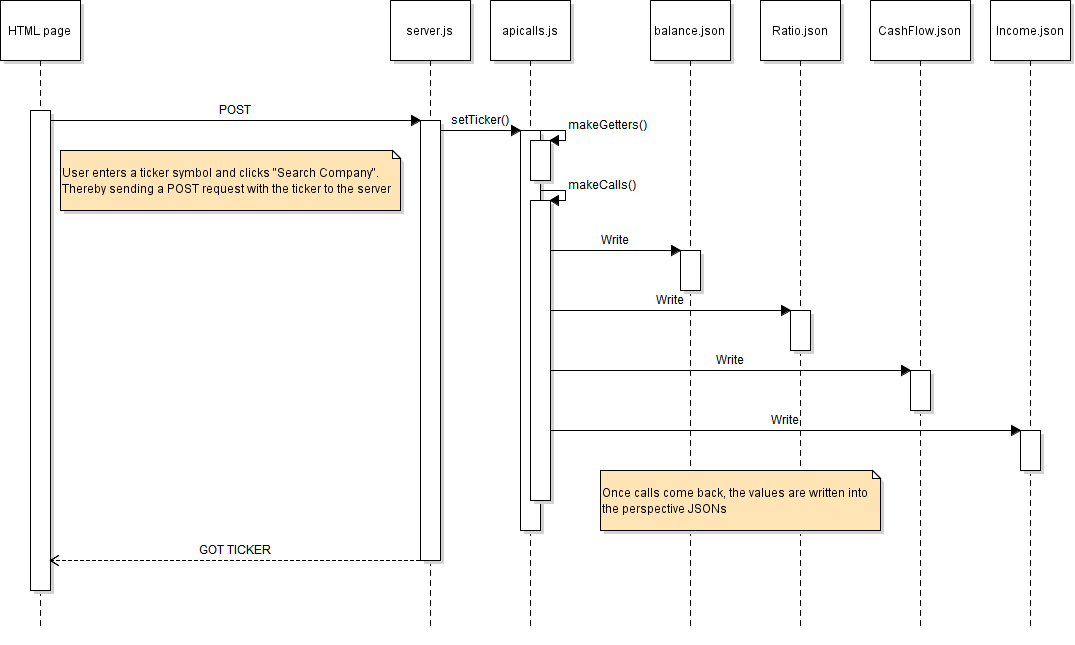 HTML page
server.js
apicalls.js
balance.json
Ratio.json
CashFlow.json
Income.json
POST
setTicker()
makeGetters()
User enters a ticker symbol and clicks "Search Company".
Thereby sending a POST request with the ticker to the server
makeCalls()
Write
Write
Write
Write
Once calls come back, the values are written into
the perspective JSONs
GOT TICKER